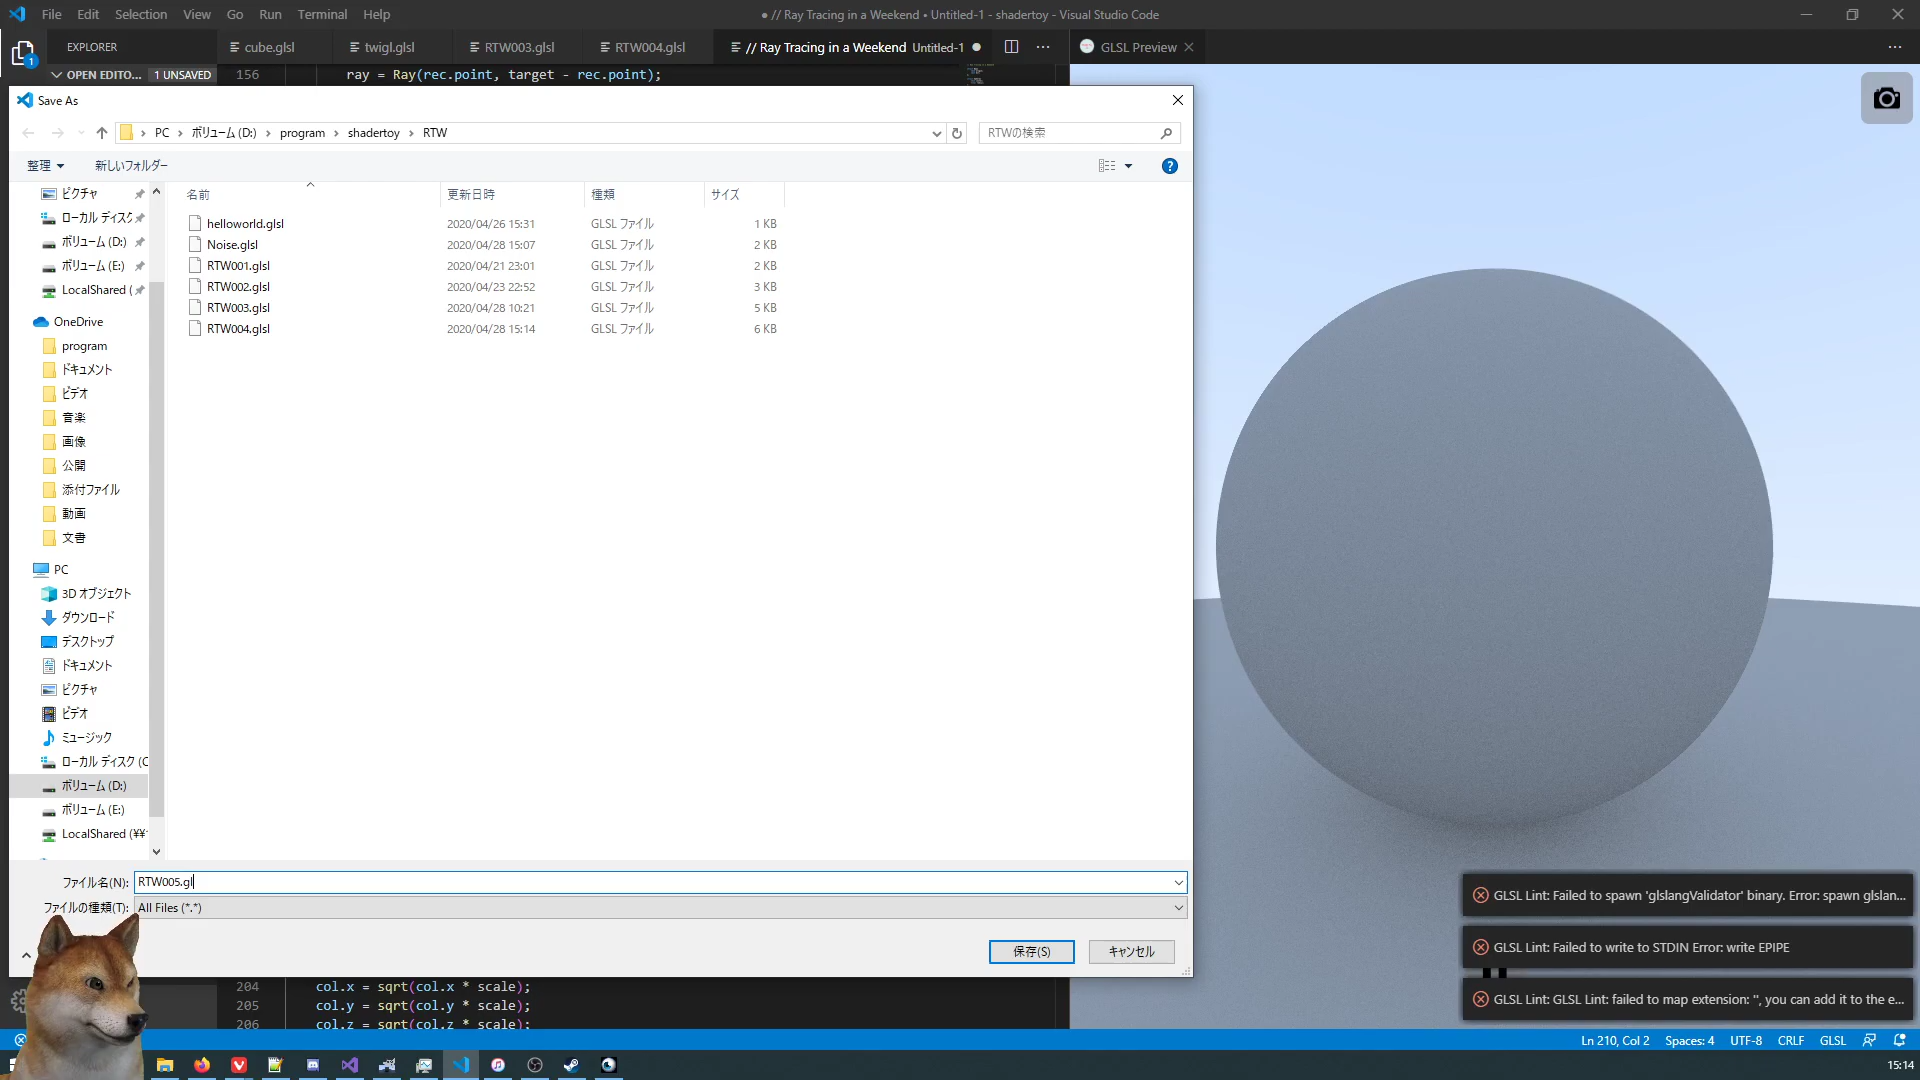 File Edit Selection View Go Run Terminal Help
● // Ray Tracing in a Weekend • Untitled-1 - shadertoy - Visual Studio Code
EXPLORER
cube.glsl
twigl.glsl
RTW003.glsl
RTW004.glsl
// Ray Tracing in a Weekend Untitled-1
GLSL Preview
1
OPEN EDITO... 1 UNSAVED
156 ray = Ray(rec.point, target - rec.point);
Save As
PC › ボリューム (D:) › program › shadertoy › RTW
RTWの検索
整理
新しいフォルダー
名前 更新日時 種類 サイズ
helloworld.glsl 2020/04/26 15:31 GLSL ファイル 1 KB
Noise.glsl 2020/04/28 15:07 GLSL ファイル 2 KB
RTW001.glsl 2020/04/21 23:01 GLSL ファイル 2 KB
RTW002.glsl 2020/04/23 22:52 GLSL ファイル 3 KB
RTW003.glsl 2020/04/28 10:21 GLSL ファイル 5 KB
RTW004.glsl 2020/04/28 15:14 GLSL ファイル 6 KB
ピクチャ
ローカル ディスク
ボリューム (D:)
ボリューム (E:)
LocalShared (
OneDrive
program
ドキュメント
ビデオ
音楽
画像
公開
添付ファイル
動画
文書
PC
3D オブジェクト
ダウンロード
デスクトップ
ドキュメント
ピクチャ
ビデオ
ミュージック
ローカル ディスク (C
ボリューム (D:)
ボリューム (E:)
LocalShared (¥¥
ファイル名(N): RTW005.gl
ファイルの種類(T): All Files (*.*)
保存(S)
キャンセル
204 col.x = sqrt(col.x * scale);
205 col.y = sqrt(col.y * scale);
206 col.z = sqrt(col.z * scale);
GLSL Lint: Failed to spawn 'glslangValidator' binary. Error: spawn glslan...
GLSL Lint: Failed to write to STDIN Error: write EPIPE
GLSL Lint: GLSL Lint: failed to map extension: '', you can add it to the e...
Ln 210, Col 2 Spaces: 4 UTF-8 CRLF GLSL
15:14